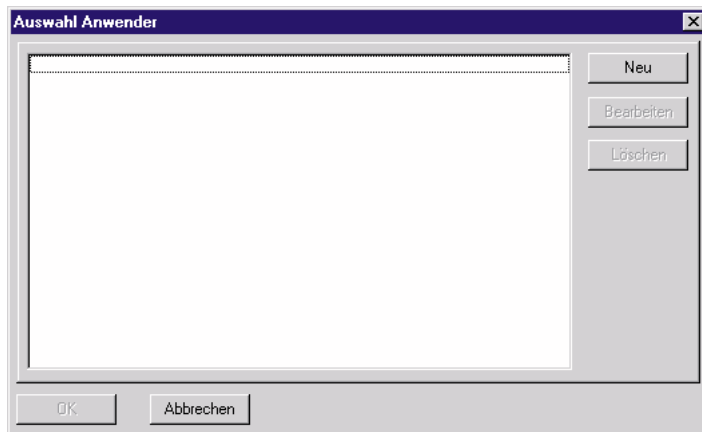 Auswahl Anwender
Neu
Bearbeiten
Löschen
OK
Abbrechen